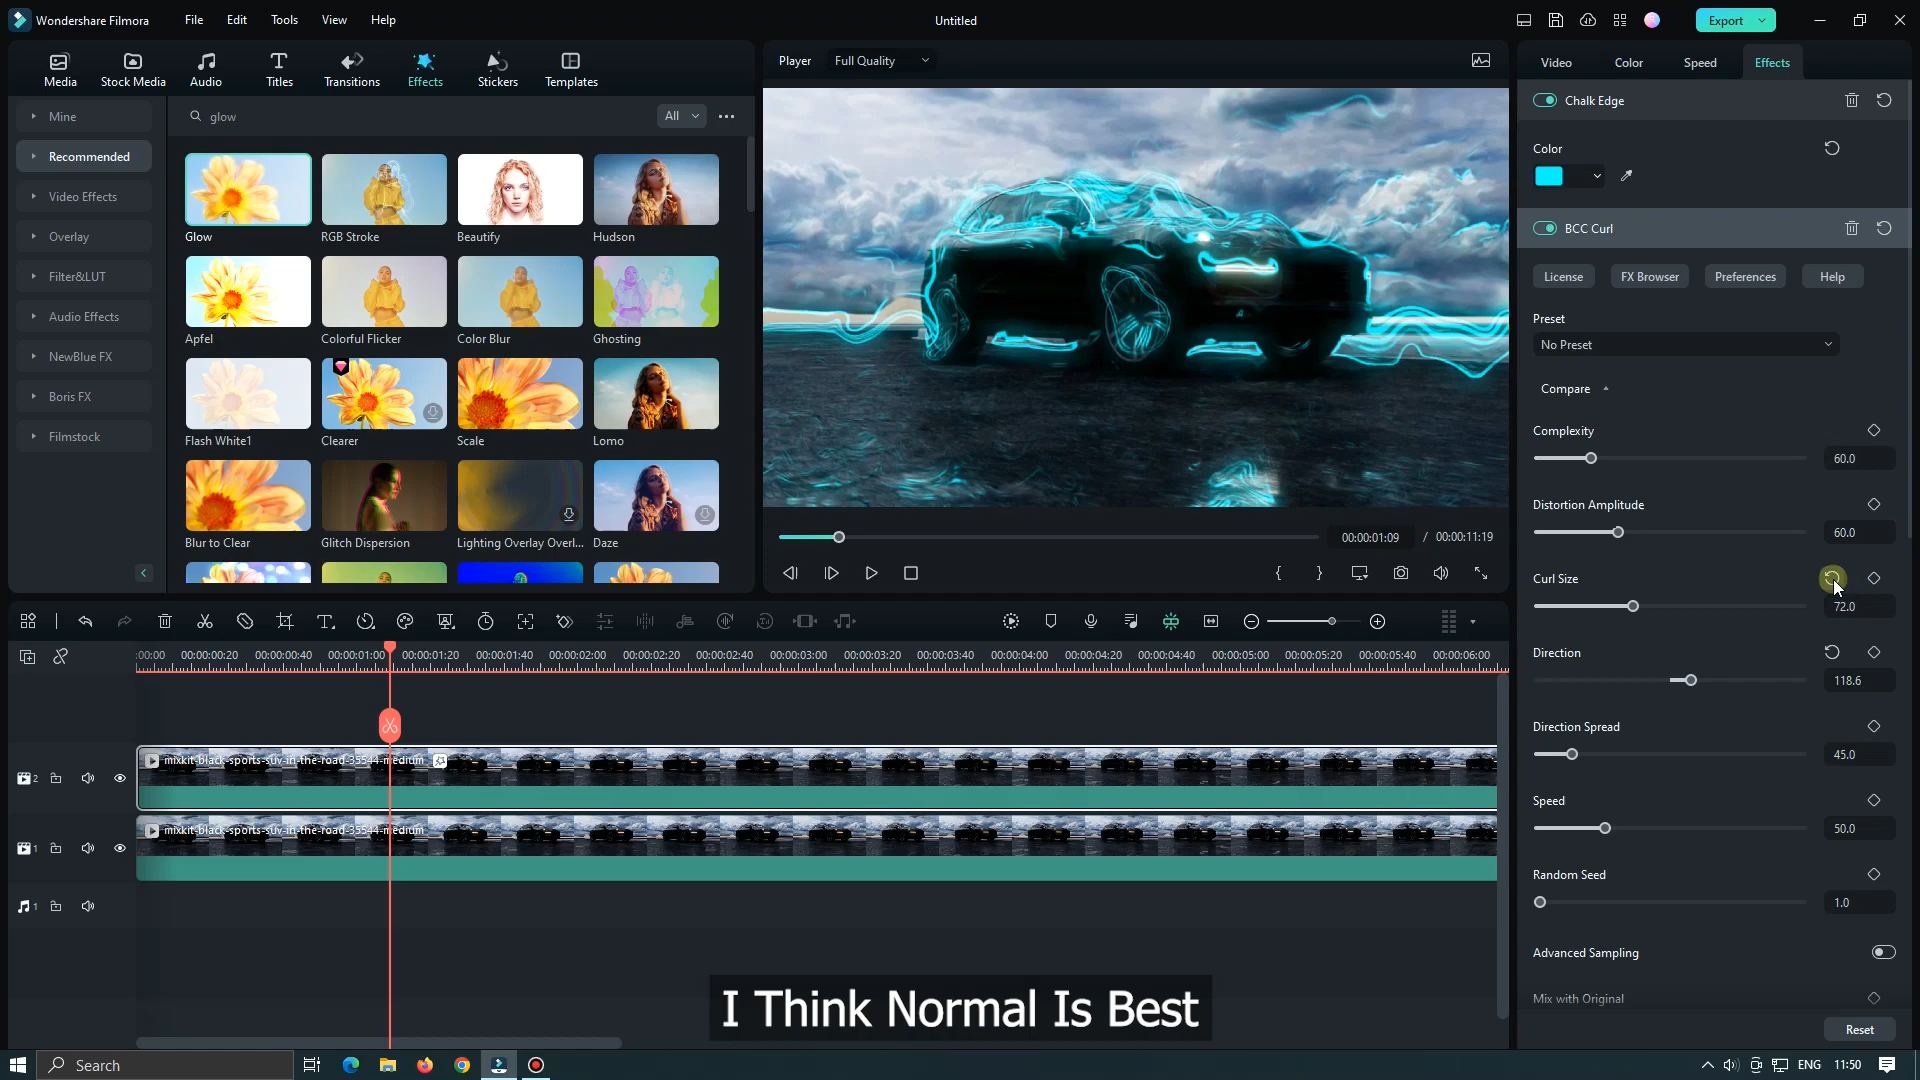 Wondershare Filmora
File
Edit
Tools
View
Help
Untitled
Export
Media
Stock Media
Audio
Titles
Transitions
Effects
Stickers
Templates
Player
Full Quality
Video
Color
Speed
Effects
Mine
Recommended
Video Effects
Overlay
Filter&LUT
Audio Effects
NewBlue FX
Boris FX
Filmstock
glow
All
Glow
RGB Stroke
Beautify
Hudson
Apfel
Colorful Flicker
Color Blur
Ghosting
Flash White1
Clearer
Scale
Lomo
Blur to Clear
Glitch Dispersion
Lighting Overlay Overl...
Daze
00:00:01:09 / 00:00:11:19
Chalk Edge
Color
BCC Curl
License
FX Browser
Preferences
Help
Preset
No Preset
Compare
Complexity
60.0
Distortion Amplitude
60.0
Curl Size
72.0
Direction
118.6
Direction Spread
45.0
Speed
50.0
Random Seed
1.0
Advanced Sampling
Mix with Original
Reset
:00:00 00:00:00:20 00:00:00:40 00:00:01:00 00:00:01:20 00:00:01:40 00:00:02:00 00:00:02:20 00:00:02:40 00:00:03:00 00:00:03:20 00:00:03:40 00:00:04:00 00:00:04:20 00:00:04:40 00:00:05:00 00:00:05:20 00:00:05:40 00:00:06:00
2
mixkit-black-sports-suv-in-the-road-35544-medium
1
mixkit-black-sports-suv-in-the-road-35544-medium
1
I Think Normal Is Best
Search
ENG
11:50